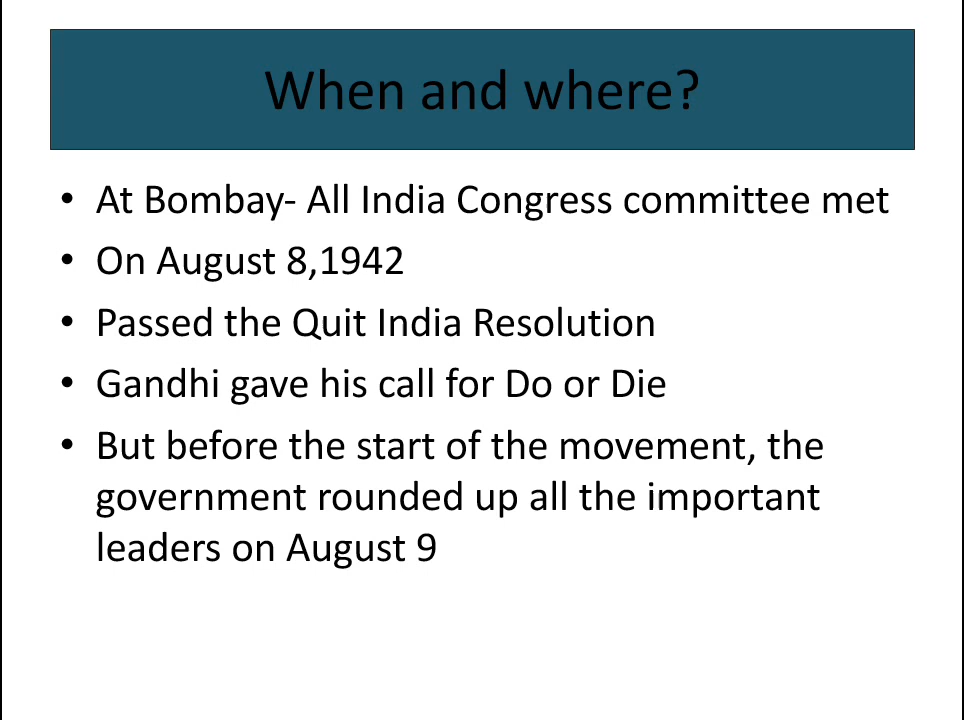 When and where?
• At Bombay- All India Congress committee met
• On August 8,1942
• Passed the Quit India Resolution
• Gandhi gave his call for Do or Die
• But before the start of the movement, the
government rounded up all the important
leaders on August 9